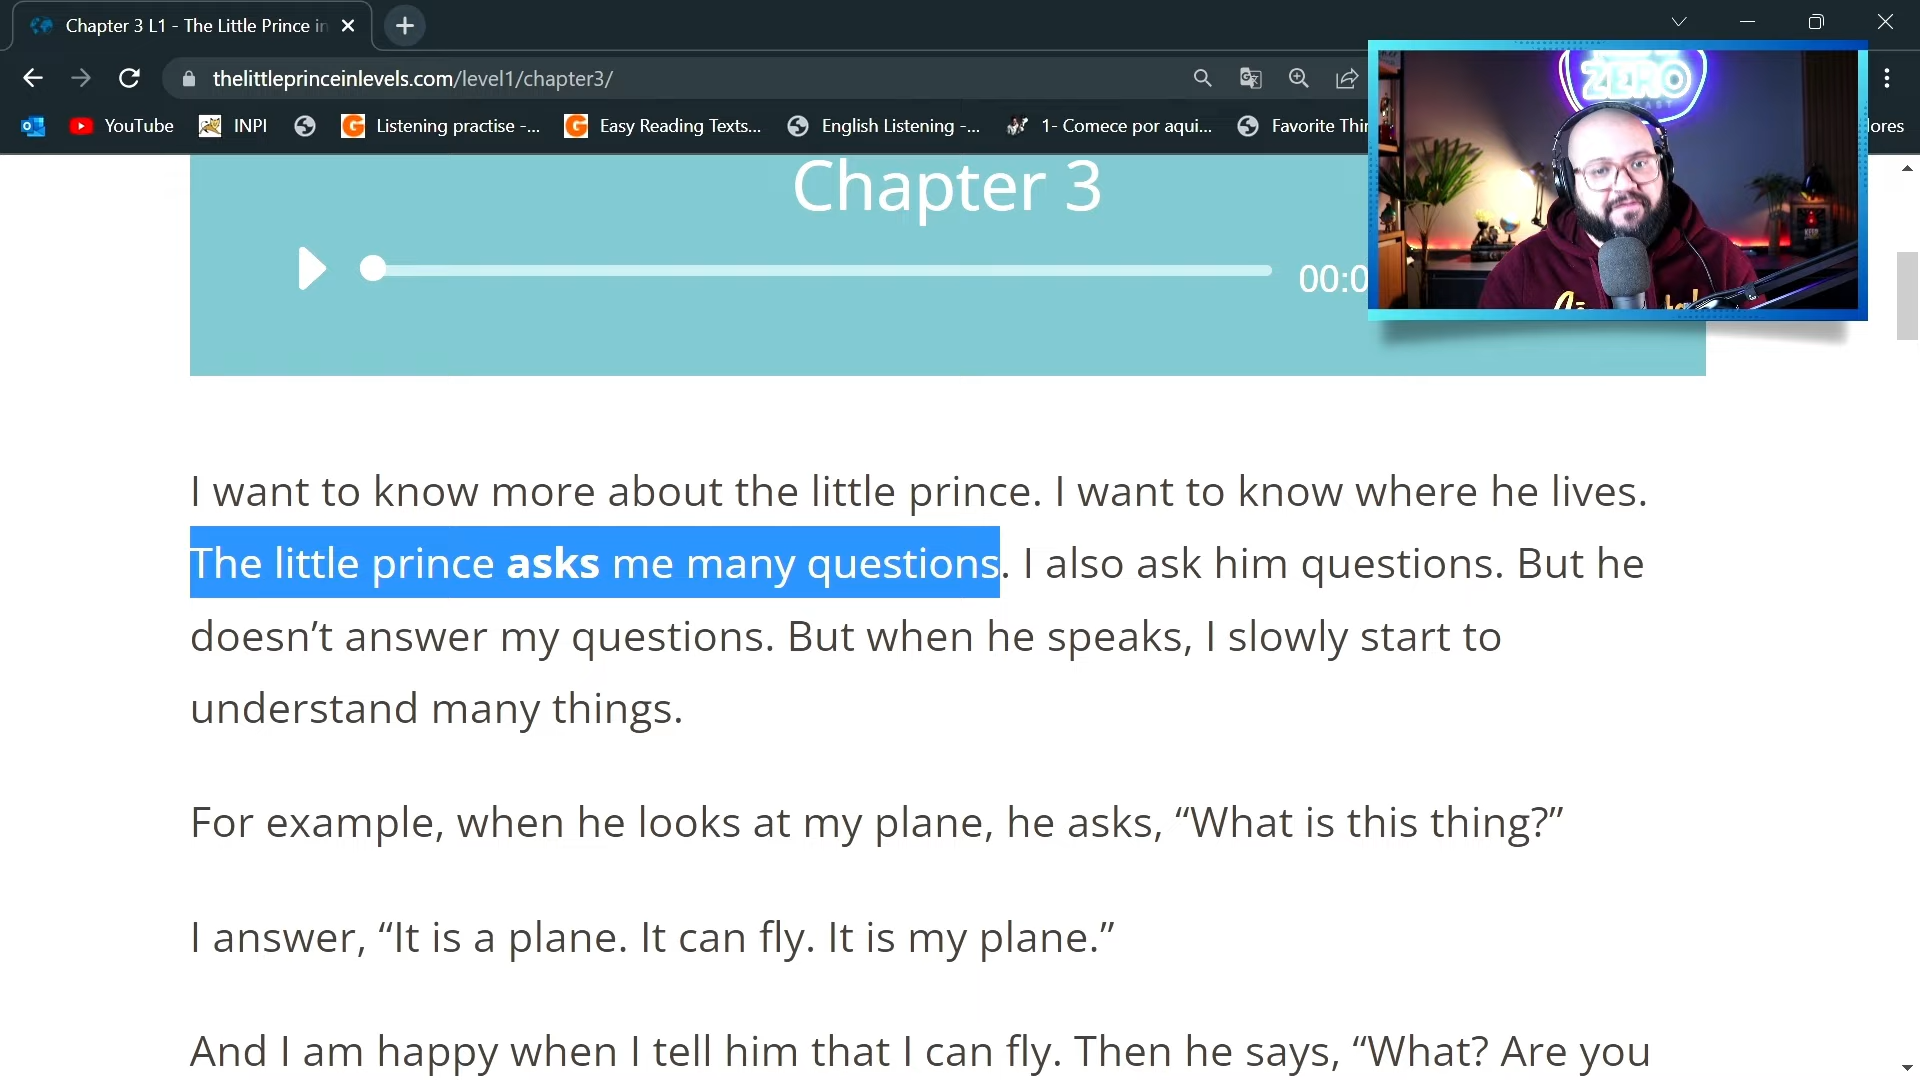 Chapter 3 L1 - The Little Prince in
thelittleprinceinlevels.com/level1/chapter3/
YouTube INPI Listening practise -... Easy Reading Texts... English Listening -... 1- Comece por aqui... Favorite Thin lores
ZERO
Chapter 3
00:0
I want to know more about the little prince. I want to know where he lives.
The little prince asks me many questions. I also ask him questions. But he
doesn’t answer my questions. But when he speaks, I slowly start to
understand many things.
For example, when he looks at my plane, he asks, “What is this thing?”
I answer, “It is a plane. It can fly. It is my plane.”
And I am happy when I tell him that I can fly. Then he says, “What? Are you